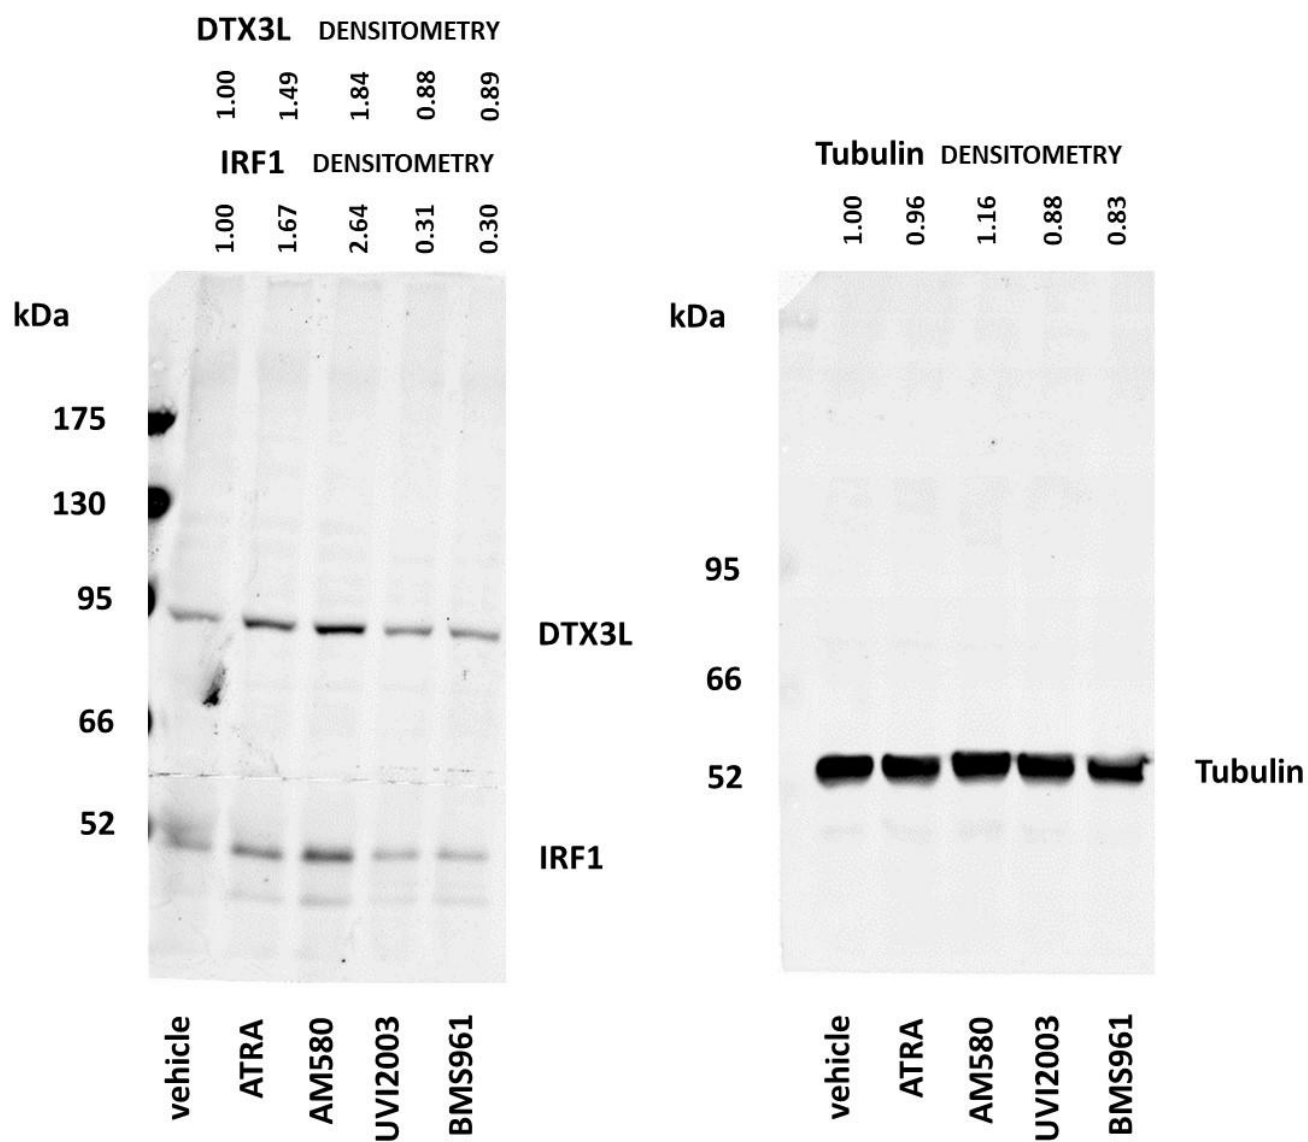 DTX3L DENSITOMETRY
1.00 1.49 1.84 0.88 0.89
IRF1 DENSITOMETRY
1.00 1.67 2.64 0.31 0.30
kDa
175
130
95
66
52
DTX3L
IRF1
vehicle ATRA AM580 UVI2003 BMS961
Tubulin DENSITOMETRY
1.00 0.96 1.16 0.88 0.83
kDa
95
66
52
Tubulin
vehicle ATRA AM580 UVI2003 BMS961